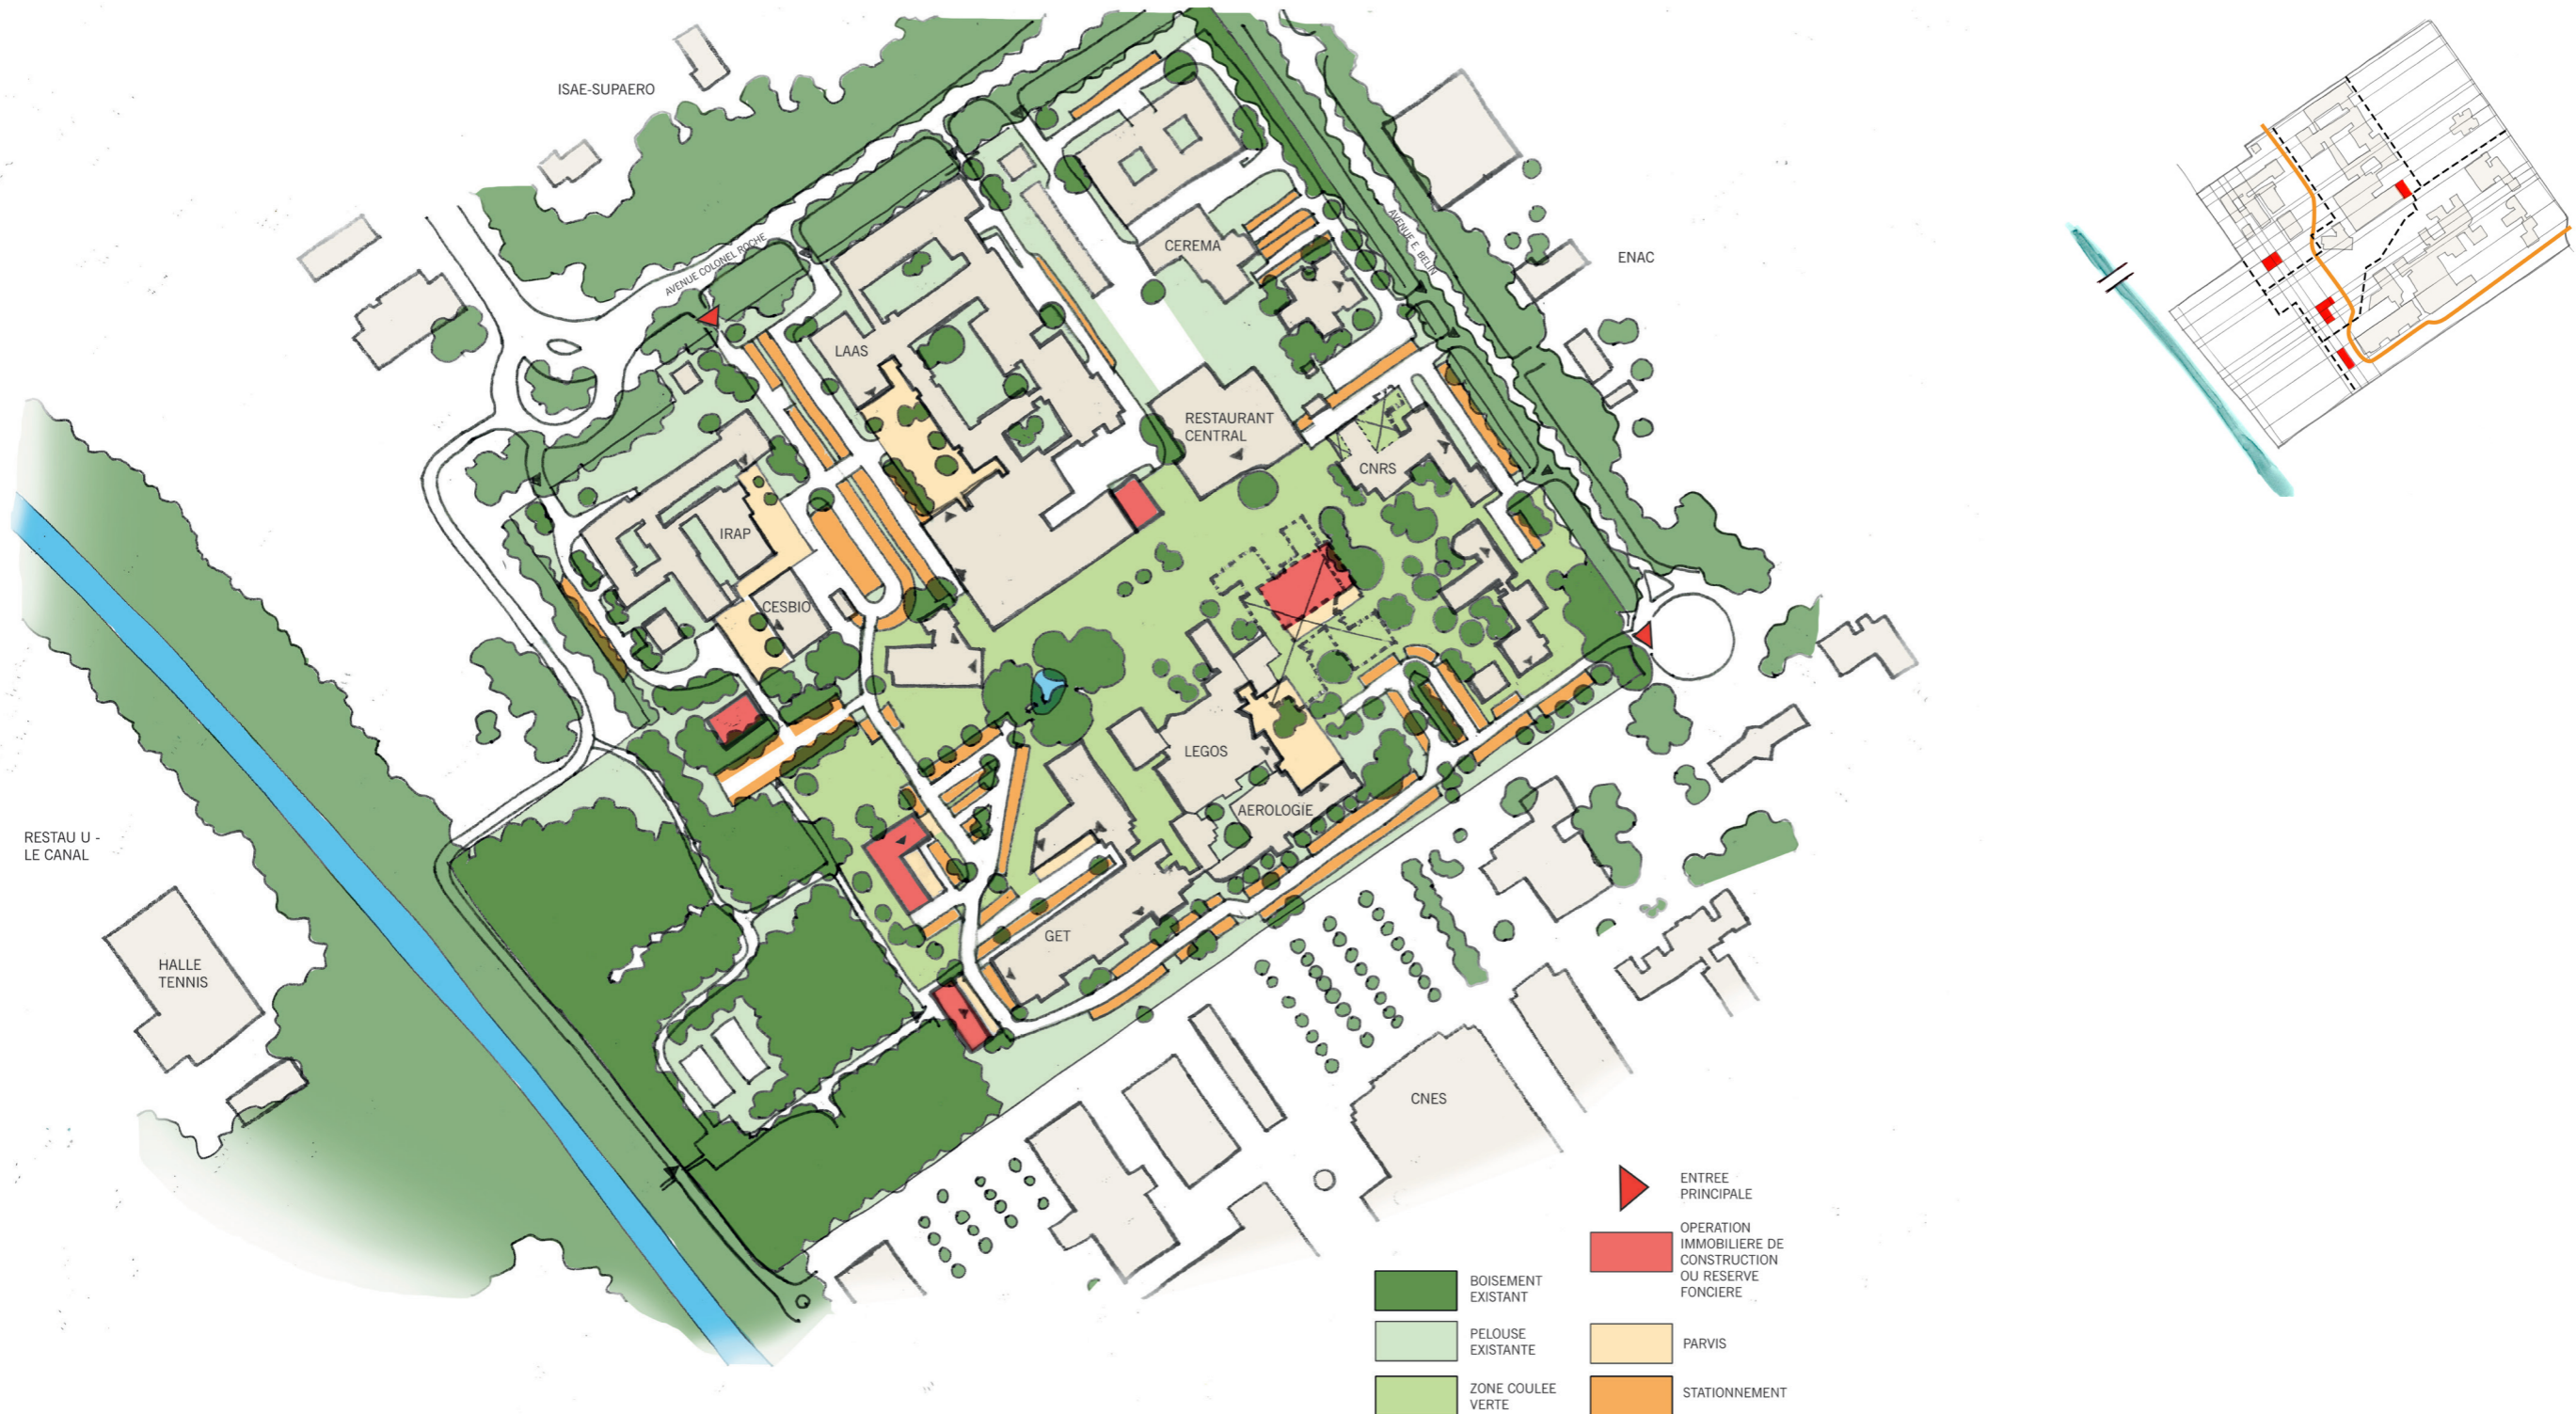 ISAE-SUPAERO
AVENUE COLONEL ROCHE
CEREMA
AVENUE E. BELIN
ENAC
LAAS
RESTAURANT
CENTRAL
CNRS
IRAP
CESBIO
LEGOS
AEROLOGIE
RESTAU U -
LE CANAL
GET
HALLE
TENNIS
CNES
ENTREE
PRINCIPALE
OPERATION
IMMOBILIERE DE
CONSTRUCTION
OU RESERVE
FONCIERE
BOISEMENT
EXISTANT
PELOUSE
EXISTANTE
PARVIS
ZONE COULEE
VERTE
STATIONNEMENT